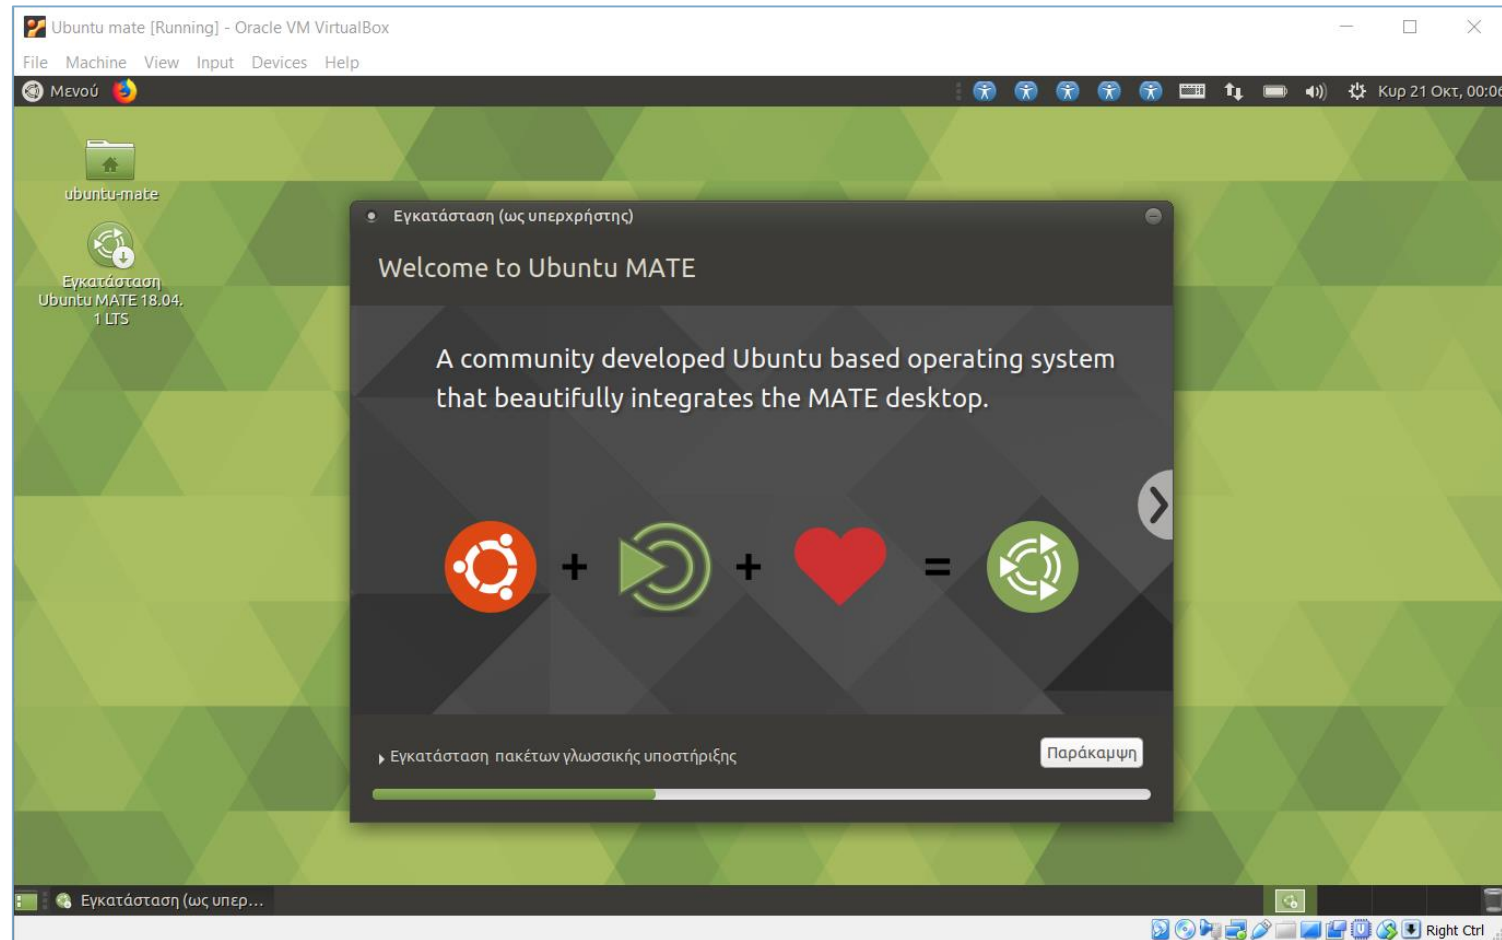 Ubuntu mate [Running] - Oracle VM VirtualBox
File Machine View Input Devices Help
Μενού
Κυρ 21 Οκτ, 00:06
ubuntu-mate
Εγκατάσταση
Ubuntu MATE 18.04.
1 LTS
Εγκατάσταση (ως υπερχρήστης)
Welcome to Ubuntu MATE
A community developed Ubuntu based operating system
that beautifully integrates the MATE desktop.
+ + =
Εγκατάσταση πακέτων γλωσσικής υποστήριξης
Παράκαμψη
Εγκατάσταση (ως υπερ...
Right Ctrl